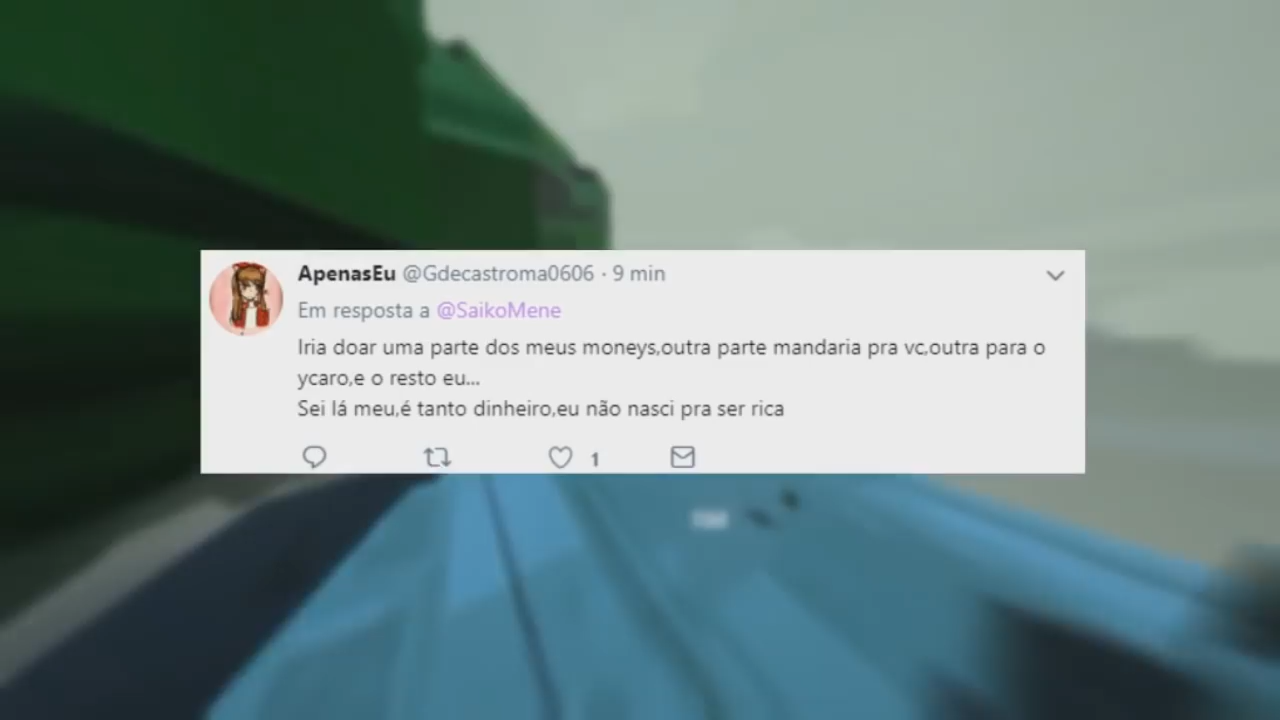 ApenasEu @Gdecastroma0606 · 9 min
Em resposta a @SaikoMene
Iria doar uma parte dos meus moneys,outra parte mandaria pra vc,outra para o
ycaro,e o resto eu...
Sei lá meu,é tanto dinheiro,eu não nasci pra ser rica
1